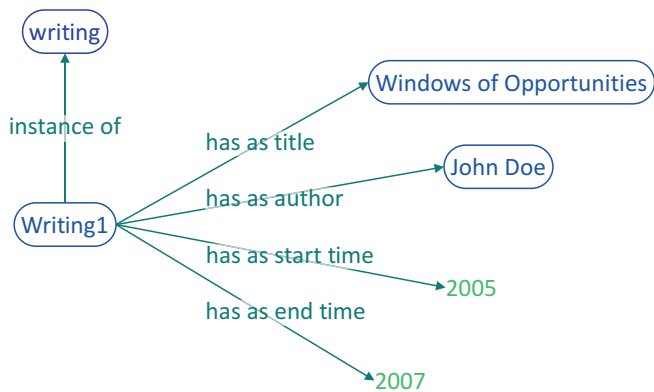 writing
Windows of Opportunities
instance of
has as title
John Doe
has as author
Writing1
has as start time
2005
has as end time
2007